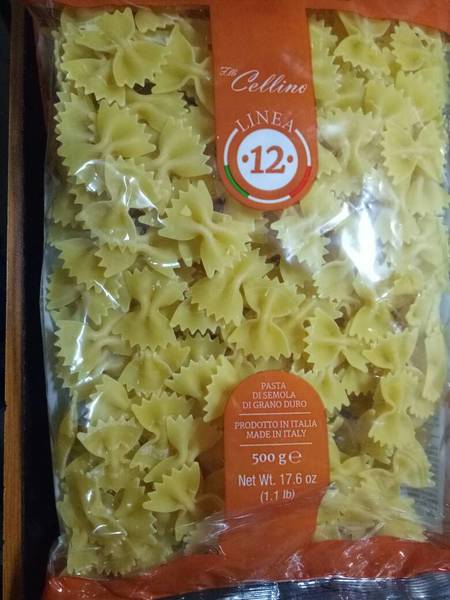 F.lli
Cellino
LINEA
·12·
PASTA
DI SEMOLA
DI GRANO DURO
PRODOTTO IN ITALIA
MADE IN ITALY
500 g ℮
Net Wt. 17.6 oz
(1.1 lb)